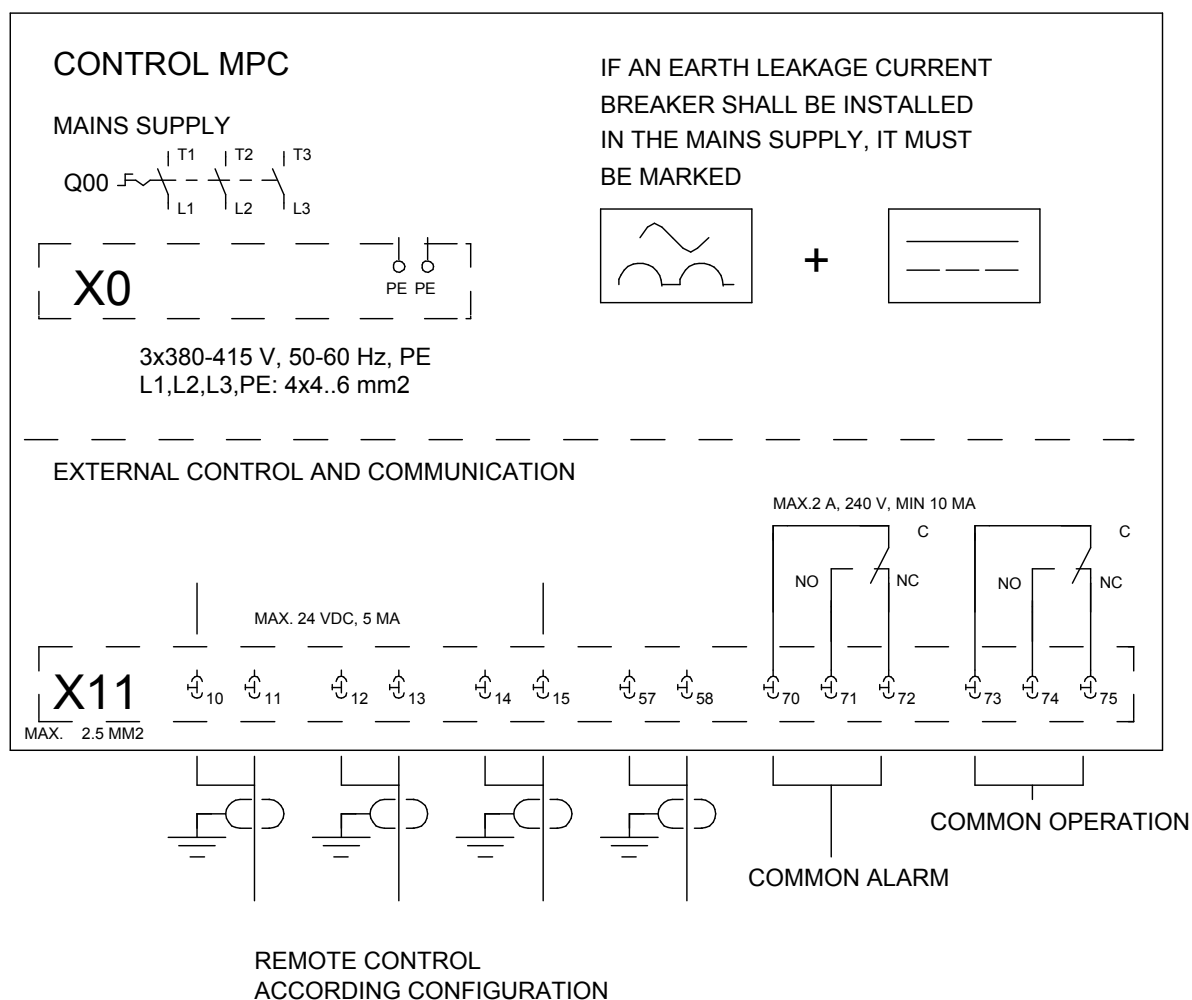 CONTROL MPC
MAINS SUPPLY
T1 T2 T3
Q00
L1 L2 L3
X0
PE PE
3x380-415 V, 50-60 Hz, PE
L1,L2,L3,PE: 4x4..6 mm2
IF AN EARTH LEAKAGE CURRENT
BREAKER SHALL BE INSTALLED
IN THE MAINS SUPPLY, IT MUST
BE MARKED
+
EXTERNAL CONTROL AND COMMUNICATION
MAX.2 A, 240 V, MIN 10 MA
C C
NO NC NO NC
MAX. 24 VDC, 5 MA
X11
10 11 12 13 14 15 57 58 70 71 72 73 74 75
MAX. 2.5 MM2
COMMON OPERATION
COMMON ALARM
REMOTE CONTROL
ACCORDING CONFIGURATION